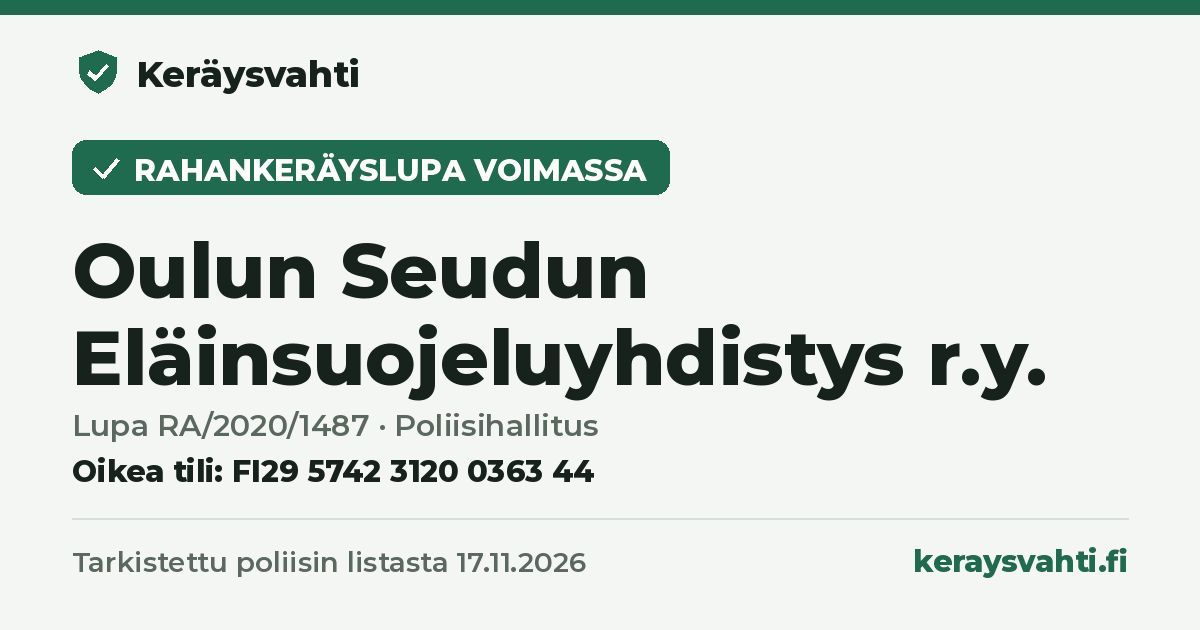 Keräysvahti
RAHANKERÄYSLUPA VOIMASSA
Oulun Seudun
Eläinsuojeluyhdistys r.y.
Lupa RA/2020/1487 · Poliisihallitus
Oikea tili: FI29 5742 3120 0363 44
Tarkistettu poliisin listasta 17.11.2026
keraysvahti.fi